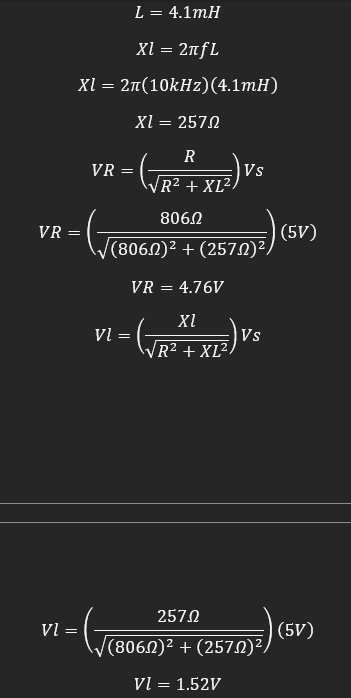 L = 4.1mH
Xl = 2πfL
Xl = 2π(10kHz)(4.1mH)
Xl = 257Ω
VR = (R / √(R² + XL²)) Vs
VR = (806Ω / √((806Ω)² + (257Ω)²)) (5V)
VR = 4.76V
Vl = (Xl / √(R² + XL²)) Vs
Vl = (257Ω / √((806Ω)² + (257Ω)²)) (5V)
Vl = 1.52V